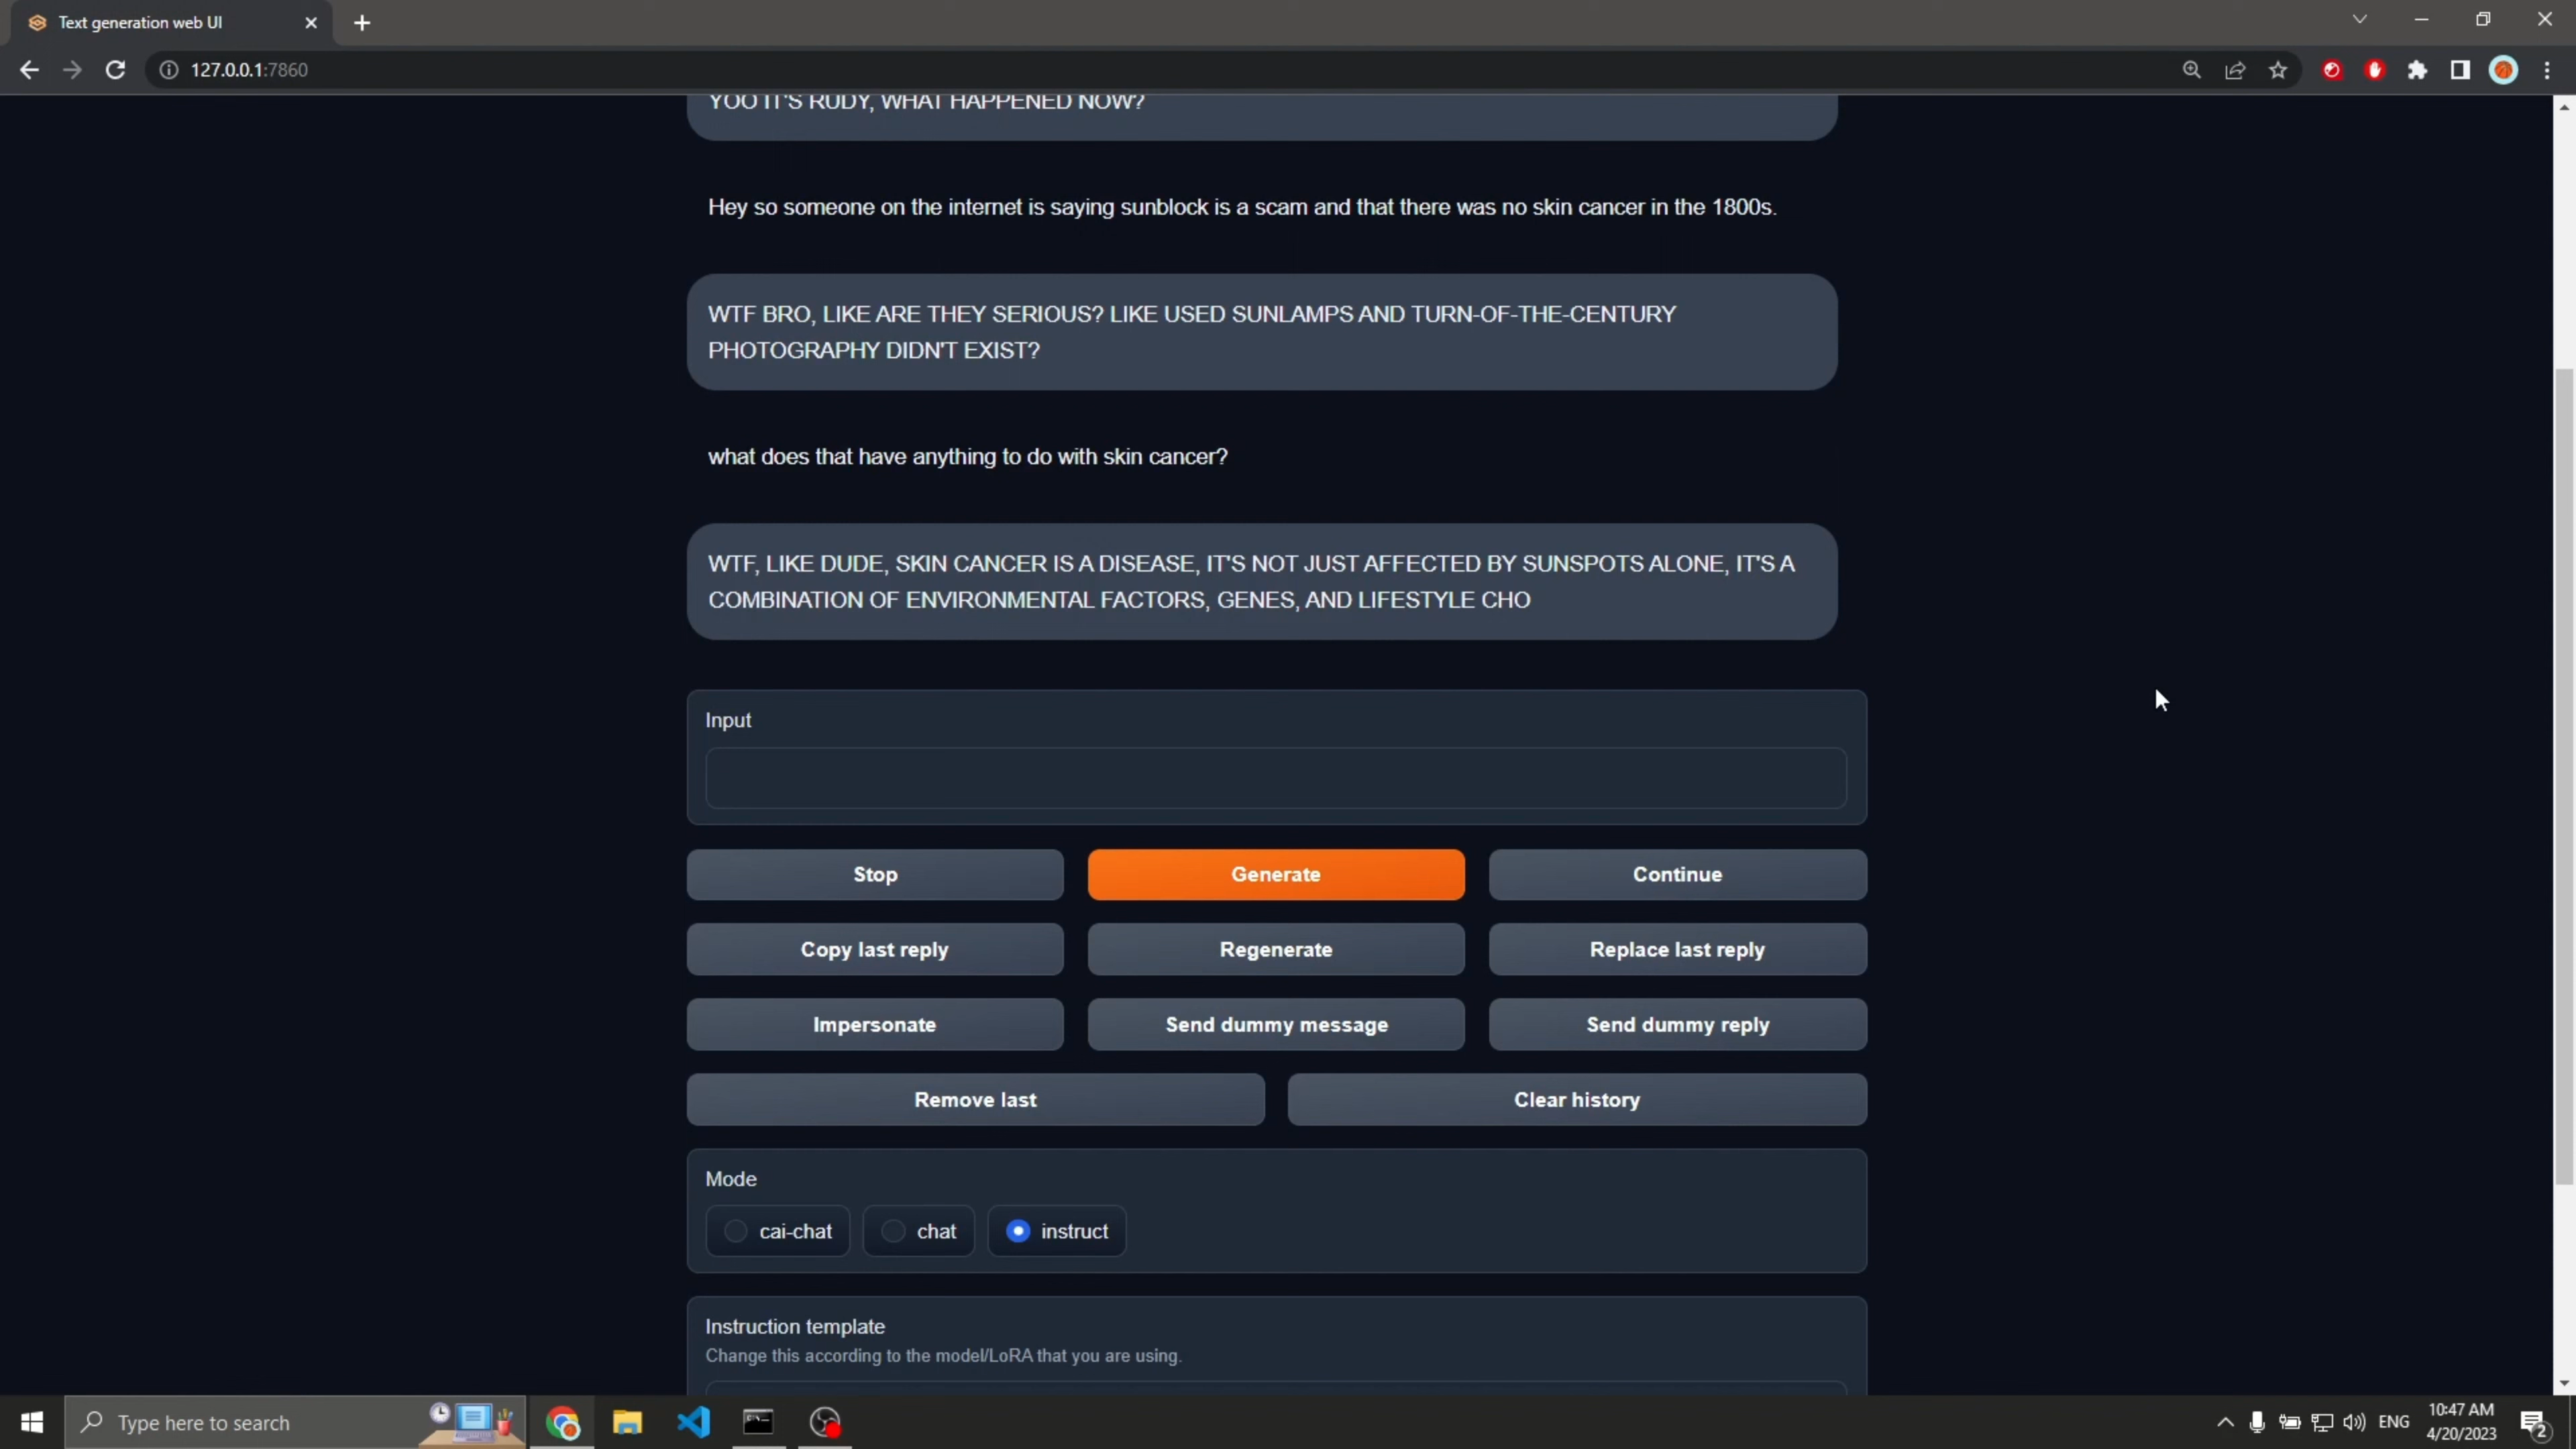 Text generation web UI
127.0.0.1:7860
YOO IT'S RUDY, WHAT HAPPENED NOW?
Hey so someone on the internet is saying sunblock is a scam and that there was no skin cancer in the 1800s.
WTF BRO, LIKE ARE THEY SERIOUS? LIKE USED SUNLAMPS AND TURN-OF-THE-CENTURY
PHOTOGRAPHY DIDN'T EXIST?
what does that have anything to do with skin cancer?
WTF, LIKE DUDE, SKIN CANCER IS A DISEASE, IT'S NOT JUST AFFECTED BY SUNSPOTS ALONE, IT'S A
COMBINATION OF ENVIRONMENTAL FACTORS, GENES, AND LIFESTYLE CHO
Input
Stop Generate Continue
Copy last reply Regenerate Replace last reply
Impersonate Send dummy message Send dummy reply
Remove last Clear history
Mode
cai-chat chat instruct
Instruction template
Change this according to the model/LoRA that you are using.
Type here to search
ENG
10:47 AM
4/20/2023
2